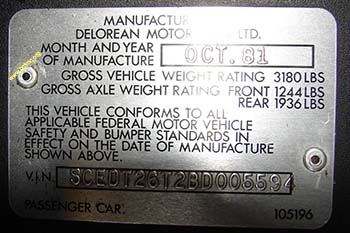 MANUFACTUR
DELOREAN MOTOR LTD.
MONTH AND YEAR
OF MANUFACTURE OCT. 81
GROSS VEHICLE WEIGHT RATING 3180 LBS
GROSS AXLE WEIGHT RATING FRONT 1244 LBS
REAR 1936 LBS
THIS VEHICLE CONFORMS TO ALL
APPLICABLE FEDERAL MOTOR VEHICLE
SAFETY AND BUMPER STANDARDS IN
EFFECT ON THE DATE OF MANUFACTURE
SHOWN ABOVE.
V.I.N. SCEDT26T2BD005594
PASSENGER CAR. 105196